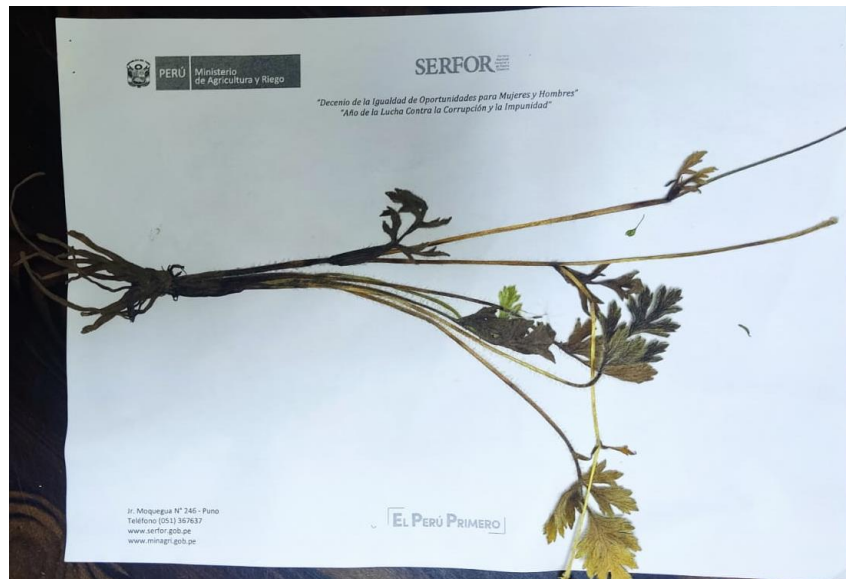 PERÚ
Ministerio
de Agricultura y Riego
SERFOR
"Decenio de la Igualdad de Oportunidades para Mujeres y Hombres"
"Año de la Lucha Contra la Corrupción y la Impunidad"
Jr. Moquegua N° 246 - Puno
Teléfono (051) 367637
www.serfor.gob.pe
www.minagri.gob.pe
EL PERÚ PRIMERO